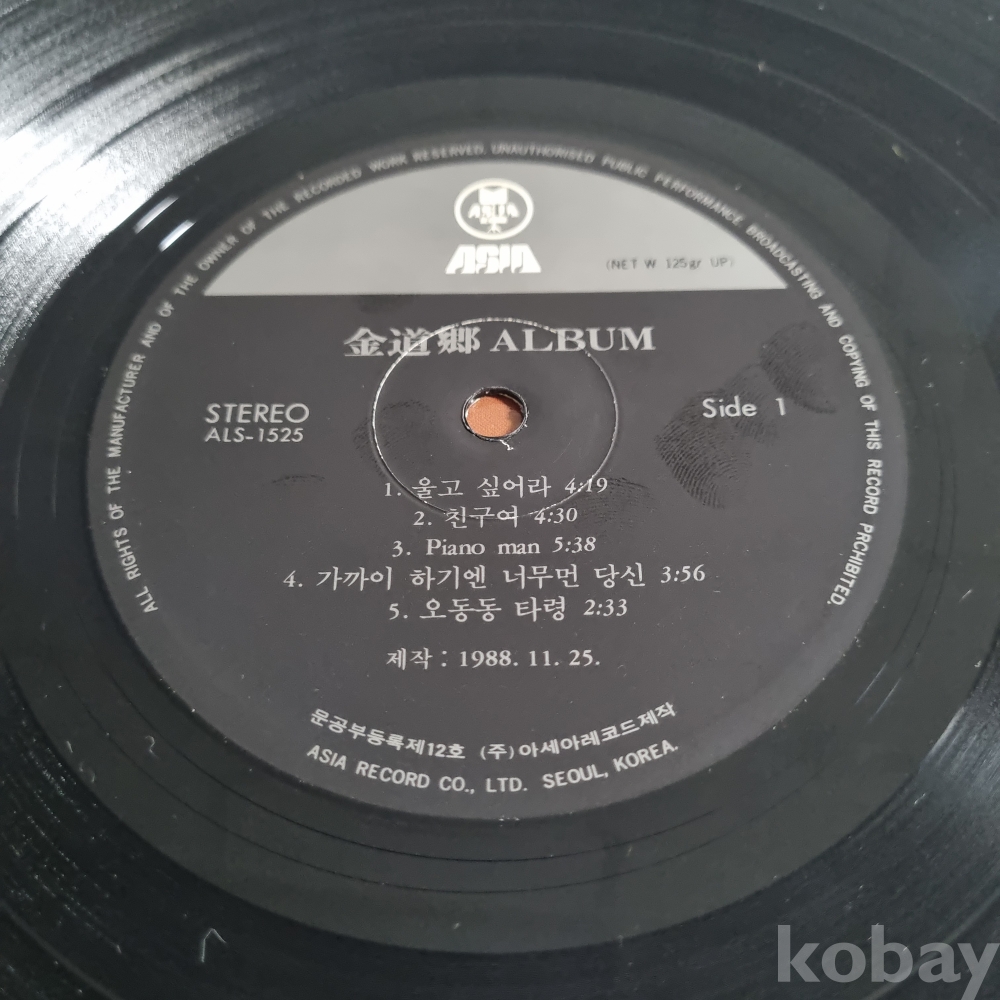 ALL RIGHTS OF THE MANUFACTURER AND OF THE OWNER OF THE RECORDED WORK RESERVED. UNAUTHORISED PUBLIC PERFORMANCE BROADCASTING AND COPYING OF THIS RECORD PROHIBITED.
ASIA
ASIA
(NET W 125gr UP)
金道鄕 ALBUM
STEREO
ALS-1525
Side 1
1. 울고 싶어라 4:19
2. 친구여 4:30
3. Piano man 5:38
4. 가까이 하기엔 너무먼 당신 3:56
5. 오동동 타령 2:33
제작 : 1988. 11. 25.
문공부등록제12호 (주)아세아레코드제작
ASIA RECORD CO., LTD. SEOUL, KOREA.
kobay